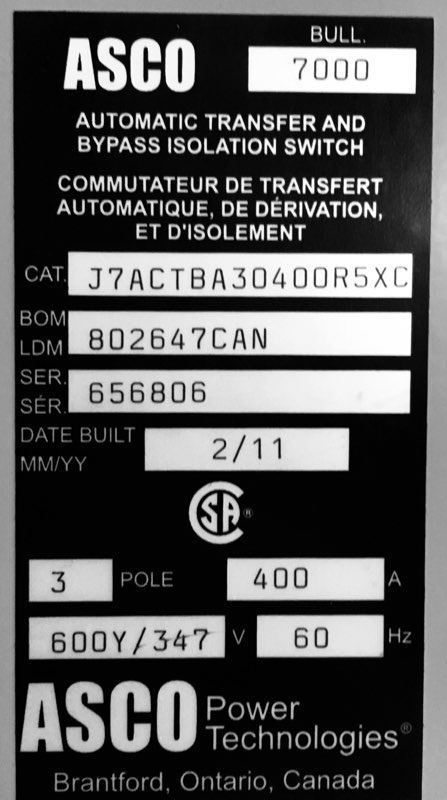 ASCO
BULL.
7000
AUTOMATIC TRANSFER AND
BYPASS ISOLATION SWITCH
COMMUTATEUR DE TRANSFERT
AUTOMATIQUE, DE DÉRIVATION,
ET D'ISOLEMENT
CAT. J7ACTBA30400R5XC
BOM
LDM 802647CAN
SER.
SÉR. 656806
DATE BUILT
MM/YY 2/11
SA ®
3 POLE 400 A
600Y/347 V 60 Hz
ASCO Power
Technologies®
Brantford, Ontario, Canada